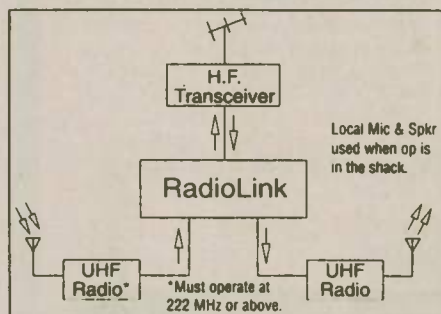 H.F.
Transceiver
Local Mic & Spkr
used when op is
in the shack.
RadioLink
UHF
Radio*
*Must operate at
222 MHz or above.
UHF
Radio